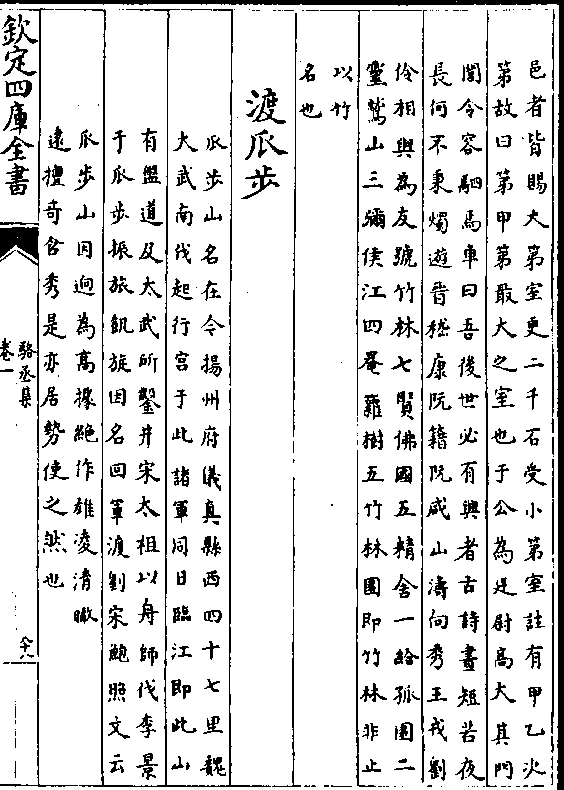 邑者皆賜大第室更二千石受小第室註有甲乙次
第故曰第甲第最大之室也于公為廷尉高大其門
閭令容駟馬車曰吾後世必有興者古詩晝短苦夜
長何不秉燭遊晉嵇康阮籍阮咸山濤向秀王戎劉
伶相與為友號竹林七賢佛國五精舍一給孤園二
靈鷲山三獼侯江四菴羅樹五竹林園即竹林非止
以竹
名也
渡瓜步
瓜步山名在今揚州府儀真縣西四十七里魏
大武南伐起行宮于此諸軍同日臨江即此山
有盤道及太武所鑿井宋太祖以舟師伐李景
于瓜步振旅凱旋因名回軍渡劉宋鮑照文云
瓜步山因迥為高據絶作雄凌清瞰
遠擅奇含秀是亦居勢使之然也
欽定四庫全書
駱丞集
卷一